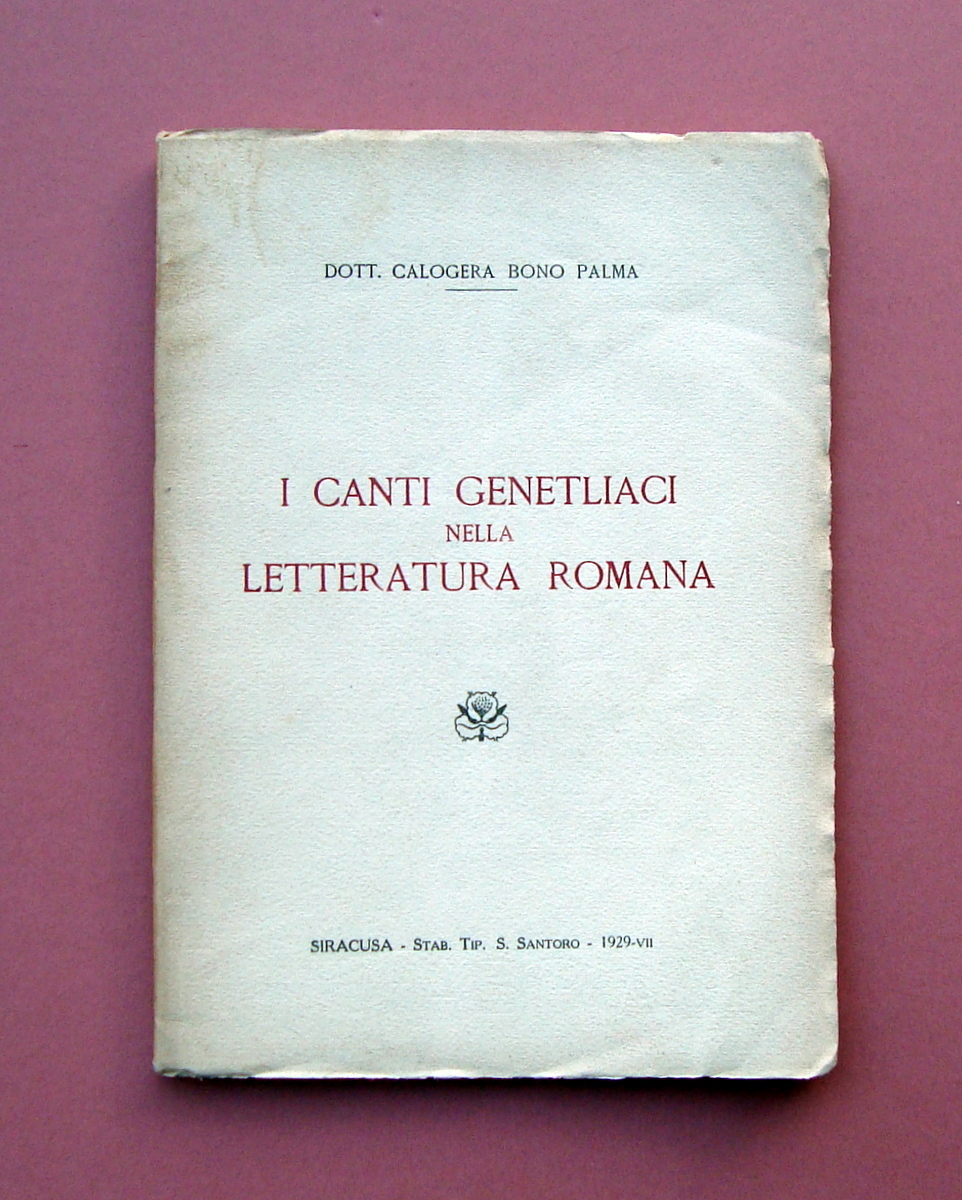 DOTT. CALOGERA BONO PALMA
I CANTI GENETLIACI
NELLA
LETTERATURA ROMANA
SIRACUSA - STAB. TIP. S. SANTORO - 1929-VII